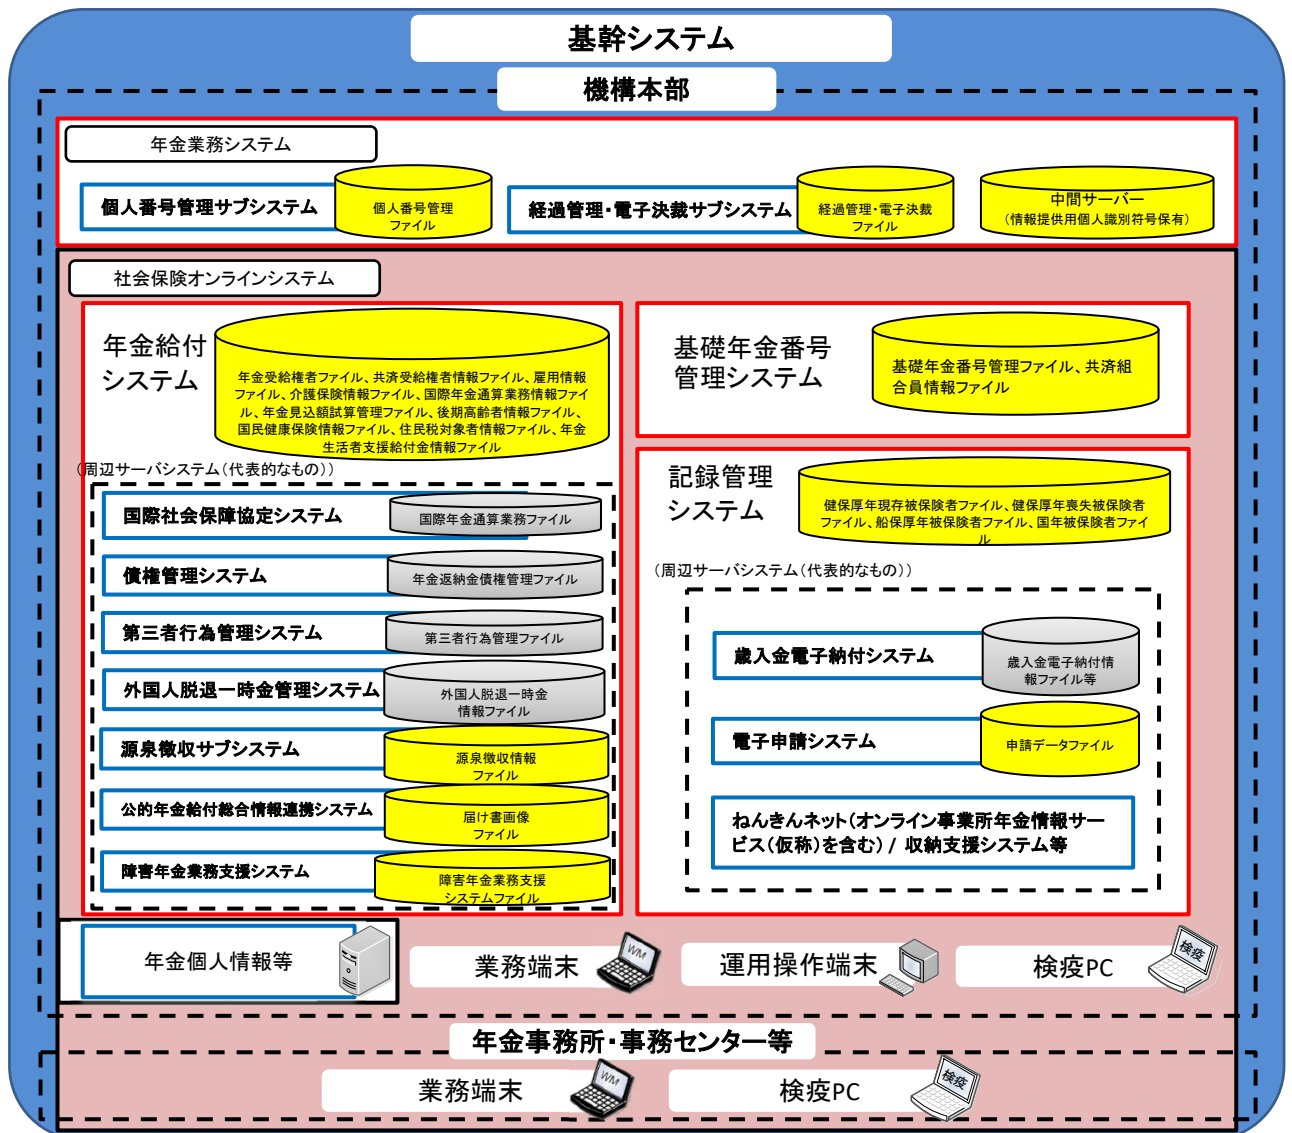 基幹システム
機構本部
年金業務システム
個人番号管理サブシステム
個人番号管理
ファイル
経過管理・電子決裁サブシステム
経過管理・電子決裁
ファイル
中間サーバー
（情報提供用個人識別符号保有）
社会保険オンラインシステム
年金給付
システム
年金受給権者ファイル、共済受給権者情報ファイル、雇用情報
ファイル、介護保険情報ファイル、国際年金通算業務情報ファイ
ル、年金見込額試算管理ファイル、後期高齢者情報ファイル、
国民健康保険情報ファイル、住民税対象者情報ファイル、年金
生活者支援給付金情報ファイル
（周辺サーバシステム（代表的なもの））
国際社会保障協定システム
国際年金通算業務ファイル
債権管理システム
年金返納金債権管理ファイル
第三者行為管理システム
第三者行為管理ファイル
外国人脱退一時金管理システム
外国人脱退一時金
情報ファイル
源泉徴収サブシステム
源泉徴収情報
ファイル
公的年金給付総合情報連携システム
届け書画像
ファイル
障害年金業務支援システム
障害年金業務支援
システムファイル
基礎年金番号
管理システム
基礎年金番号管理ファイル、共済組
合員情報ファイル
記録管理
システム
健保厚年現存被保険者ファイル、健保厚年喪失被保険者
ファイル、船保厚年被保険者ファイル、国年被保険者ファイ
ル
（周辺サーバシステム（代表的なもの））
歳入金電子納付システム
歳入金電子納付情
報ファイル等
電子申請システム
申請データファイル
ねんきんネット（オンライン事業所年金情報サー
ビス（仮称）を含む） / 収納支援システム等
年金個人情報等
業務端末
WM
運用操作端末
検疫PC
検疫
年金事務所・事務センター等
業務端末
WM
検疫PC
検疫